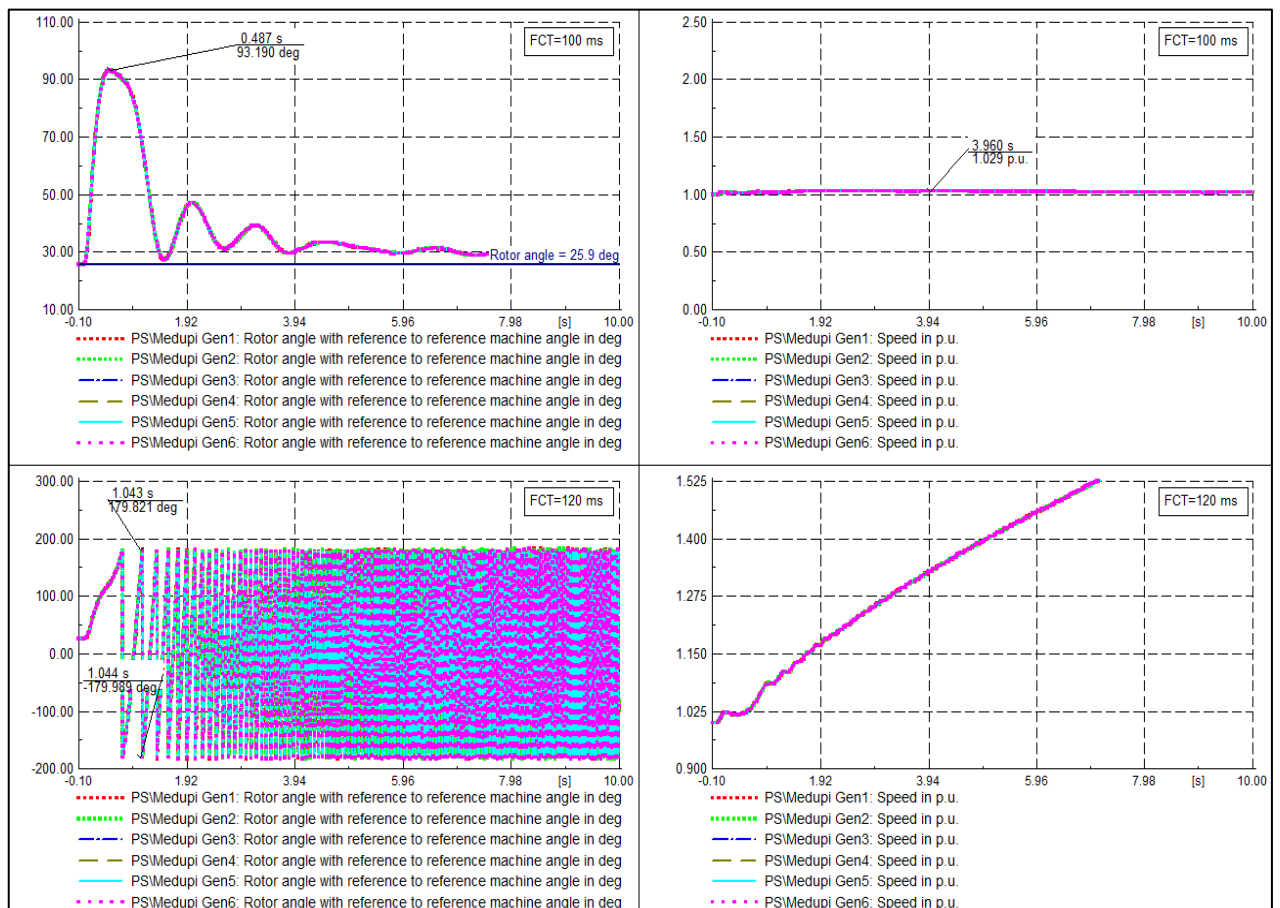 110.00
90.00
70.00
50.00
30.00
10.00
0.487 s
93.190 deg
FCT=100 ms
Rotor angle = 25.9 deg
-0.10
1.92
3.94
5.96
7.98
[s]
10.00
PS\Medupi Gen1: Rotor angle with reference to reference machine angle in deg
PS\Medupi Gen2: Rotor angle with reference to reference machine angle in deg
PS\Medupi Gen3: Rotor angle with reference to reference machine angle in deg
PS\Medupi Gen4: Rotor angle with reference to reference machine angle in deg
PS\Medupi Gen5: Rotor angle with reference to reference machine angle in deg
PS\Medupi Gen6: Rotor angle with reference to reference machine angle in deg
2.50
2.00
1.50
1.00
0.50
0.00
FCT=100 ms
3.960 s
1.029 p.u.
-0.10
1.92
3.94
5.96
7.98
[s]
10.00
PS\Medupi Gen1: Speed in p.u.
PS\Medupi Gen2: Speed in p.u.
PS\Medupi Gen3: Speed in p.u.
PS\Medupi Gen4: Speed in p.u.
PS\Medupi Gen5: Speed in p.u.
PS\Medupi Gen6: Speed in p.u.
300.00
200.00
100.00
0.00
-100.00
-200.00
1.043 s
179.821 deg
FCT=120 ms
1.044 s
-179.989 deg
-0.10
1.92
3.94
5.96
7.98
[s]
10.00
PS\Medupi Gen1: Rotor angle with reference to reference machine angle in deg
PS\Medupi Gen2: Rotor angle with reference to reference machine angle in deg
PS\Medupi Gen3: Rotor angle with reference to reference machine angle in deg
PS\Medupi Gen4: Rotor angle with reference to reference machine angle in deg
PS\Medupi Gen5: Rotor angle with reference to reference machine angle in deg
PS\Medupi Gen6: Rotor angle with reference to reference machine angle in deg
1.525
1.400
1.275
1.150
1.025
0.900
FCT=120 ms
-0.10
1.92
3.94
5.96
7.98
[s]
10.00
PS\Medupi Gen1: Speed in p.u.
PS\Medupi Gen2: Speed in p.u.
PS\Medupi Gen3: Speed in p.u.
PS\Medupi Gen4: Speed in p.u.
PS\Medupi Gen5: Speed in p.u.
PS\Medupi Gen6: Speed in p.u.